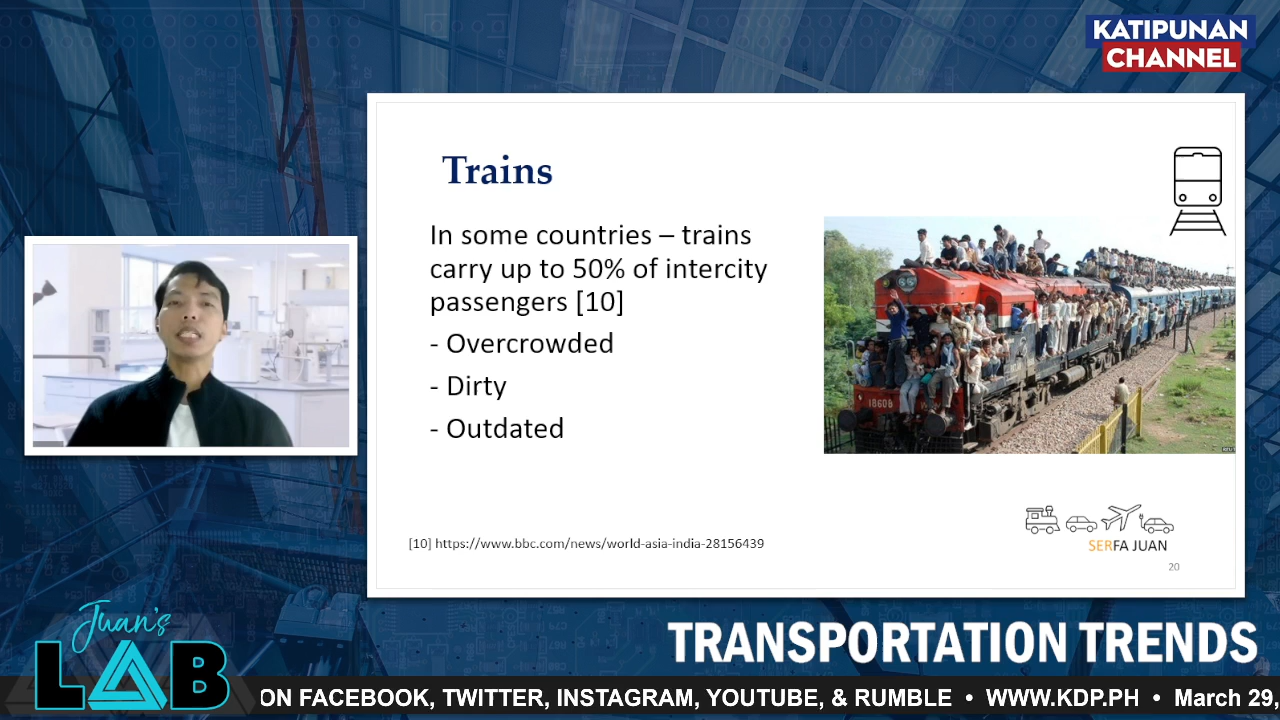 KATIPUNAN
CHANNEL
Trains
In some countries – trains
carry up to 50% of intercity
passengers [10]
- Overcrowded
- Dirty
- Outdated
18608
[10] https://www.bbc.com/news/world-asia-india-28156439
SERFA JUAN
20
Juan's
LAB
TRANSPORTATION TRENDS
ON FACEBOOK, TWITTER, INSTAGRAM, YOUTUBE, & RUMBLE • WWW.KDP.PH • March 29,